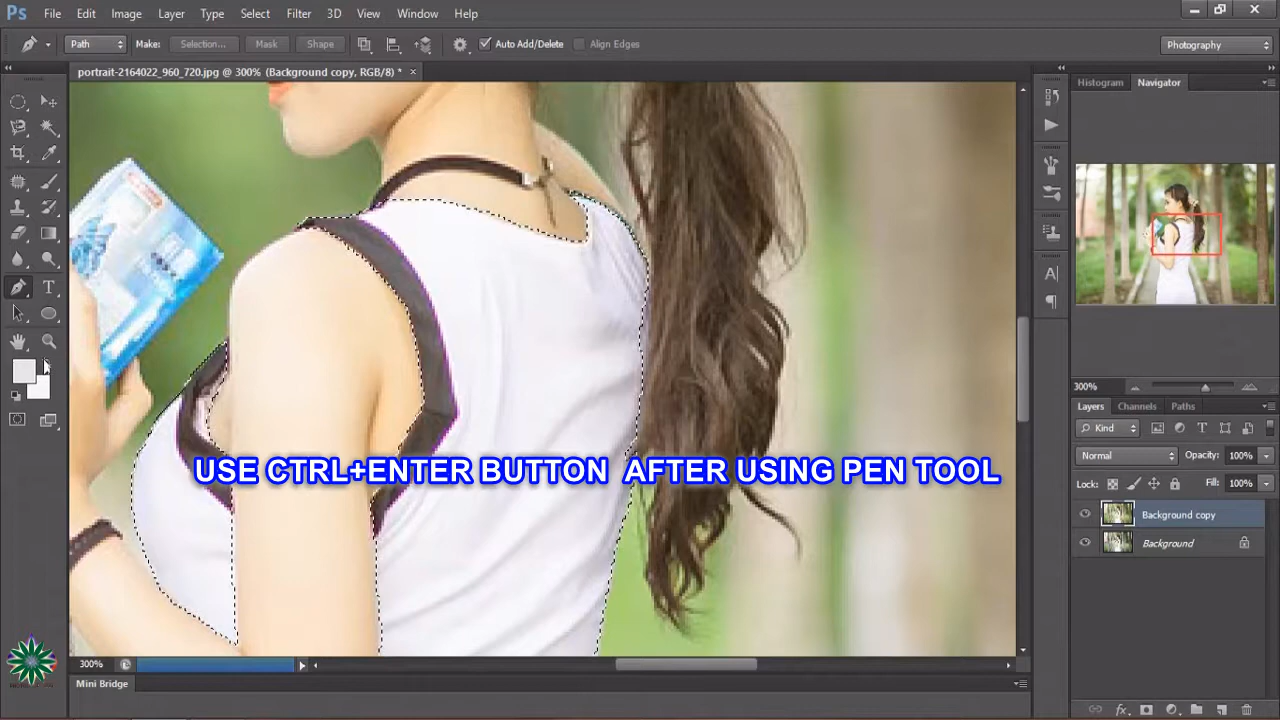 Ps File Edit Image Layer Type Select Filter 3D View Window Help
Path Make: Selection... Mask Shape Auto Add/Delete Align Edges Photography
portrait-2164022_960_720.jpg @ 300% (Background copy, RGB/8) *
Histogram Navigator
T
A
300%
Layers Channels Paths
Kind T
Normal Opacity: 100%
Lock: Fill: 100%
Background copy
Background
USE CTRL+ENTER BUTTON AFTER USING PEN TOOL
300%
Mini Bridge
fx